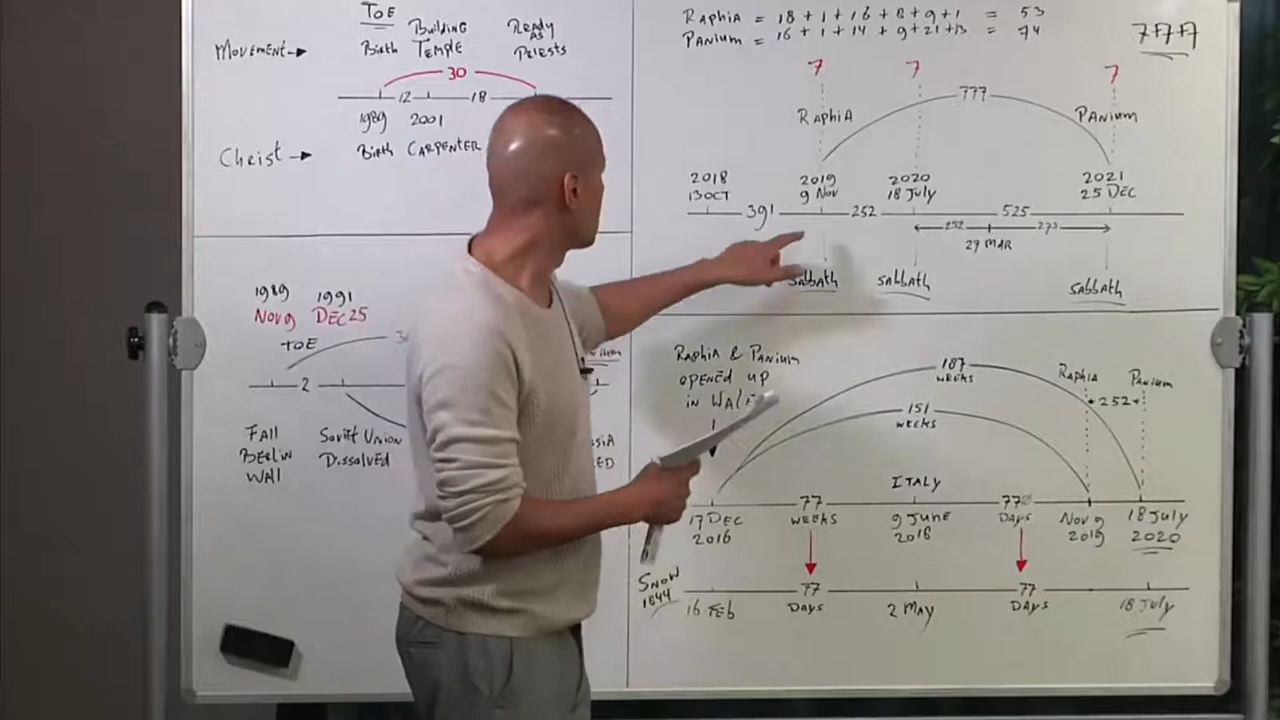 ToE
Building
Ready
as
Movement →
Birth
Temple
Priests
30
12
18
1989
2001
Christ →
Birth
Carpenter
Raphia = 18 + 1 + 16 + 8 + 9 + 1 = 53
Panium = 16 + 1 + 14 + 9 + 21 + 13 = 74
7+7+7
7
7
7
777
Raphia
Panium
2018
13 Oct
2019
9 Nov
2020
18 July
2021
25 Dec
391
252
525
252
273
29 Mar
Sabbath
Sabbath
Sabbath
1989
1991
Nov 9
Dec 25
ToE
2
Fall
Berlin
Wall
Soviet Union
Dissolved
Raphia & Panium
opened up
in
187
weeks
151
weeks
Raphia
Panium
252
Italy
17 Dec
2016
77
weeks
9 June
2018
Days
Nov 9
2019
18 July
2020
Snow
1844
16 Feb
77
Days
2 May
77
Days
18 July